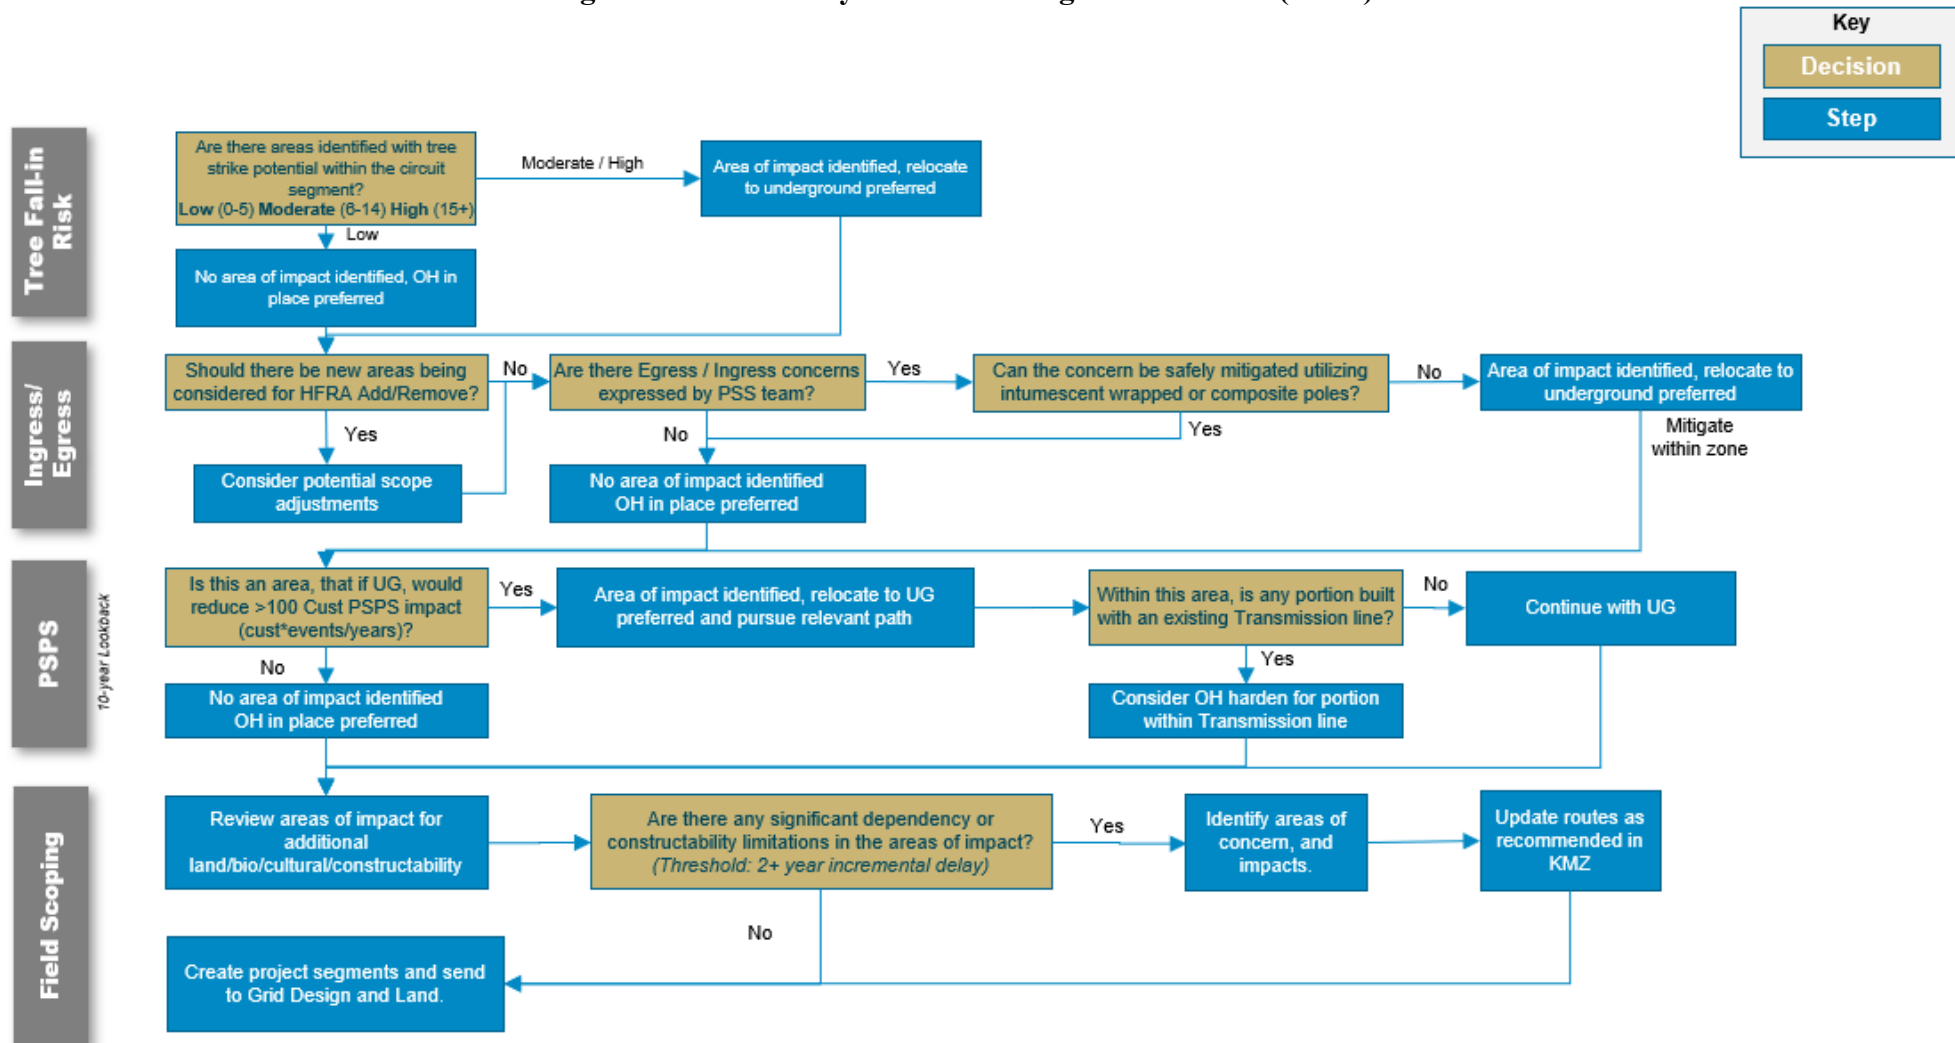 Key
Decision
Step
Tree Fall-in
Risk
Are there areas identified with tree
strike potential within the circuit
segment?
Low (0-5) Moderate (6-14) High (15+)
Moderate / High
Area of impact identified, relocate
to underground preferred
Low
No area of impact identified, OH in
place preferred
Ingress/
Egress
Should there be new areas being
considered for HFRA Add/Remove?
No
Are there Egress / Ingress concerns
expressed by PSS team?
Yes
Can the concern be safely mitigated utilizing
intumescent wrapped or composite poles?
No
Area of impact identified, relocate to
underground preferred
Yes
No
Yes
Mitigate
within zone
Consider potential scope
adjustments
No area of impact identified
OH in place preferred
PSPS
10-year Lookback
Is this an area, that if UG, would
reduce >100 Cust PSPS impact
(cust*events/years)?
Yes
Area of impact identified, relocate to UG
preferred and pursue relevant path
Within this area, is any portion built
with an existing Transmission line?
No
Continue with UG
No
Yes
No area of impact identified
OH in place preferred
Consider OH harden for portion
within Transmission line
Field Scoping
Review areas of impact for
additional
land/bio/cultural/constructability
Are there any significant dependency or
constructability limitations in the areas of impact?
(Threshold: 2+ year incremental delay)
Yes
Identify areas of
concern, and
impacts.
Update routes as
recommended in
KMZ
No
Create project segments and send
to Grid Design and Land.